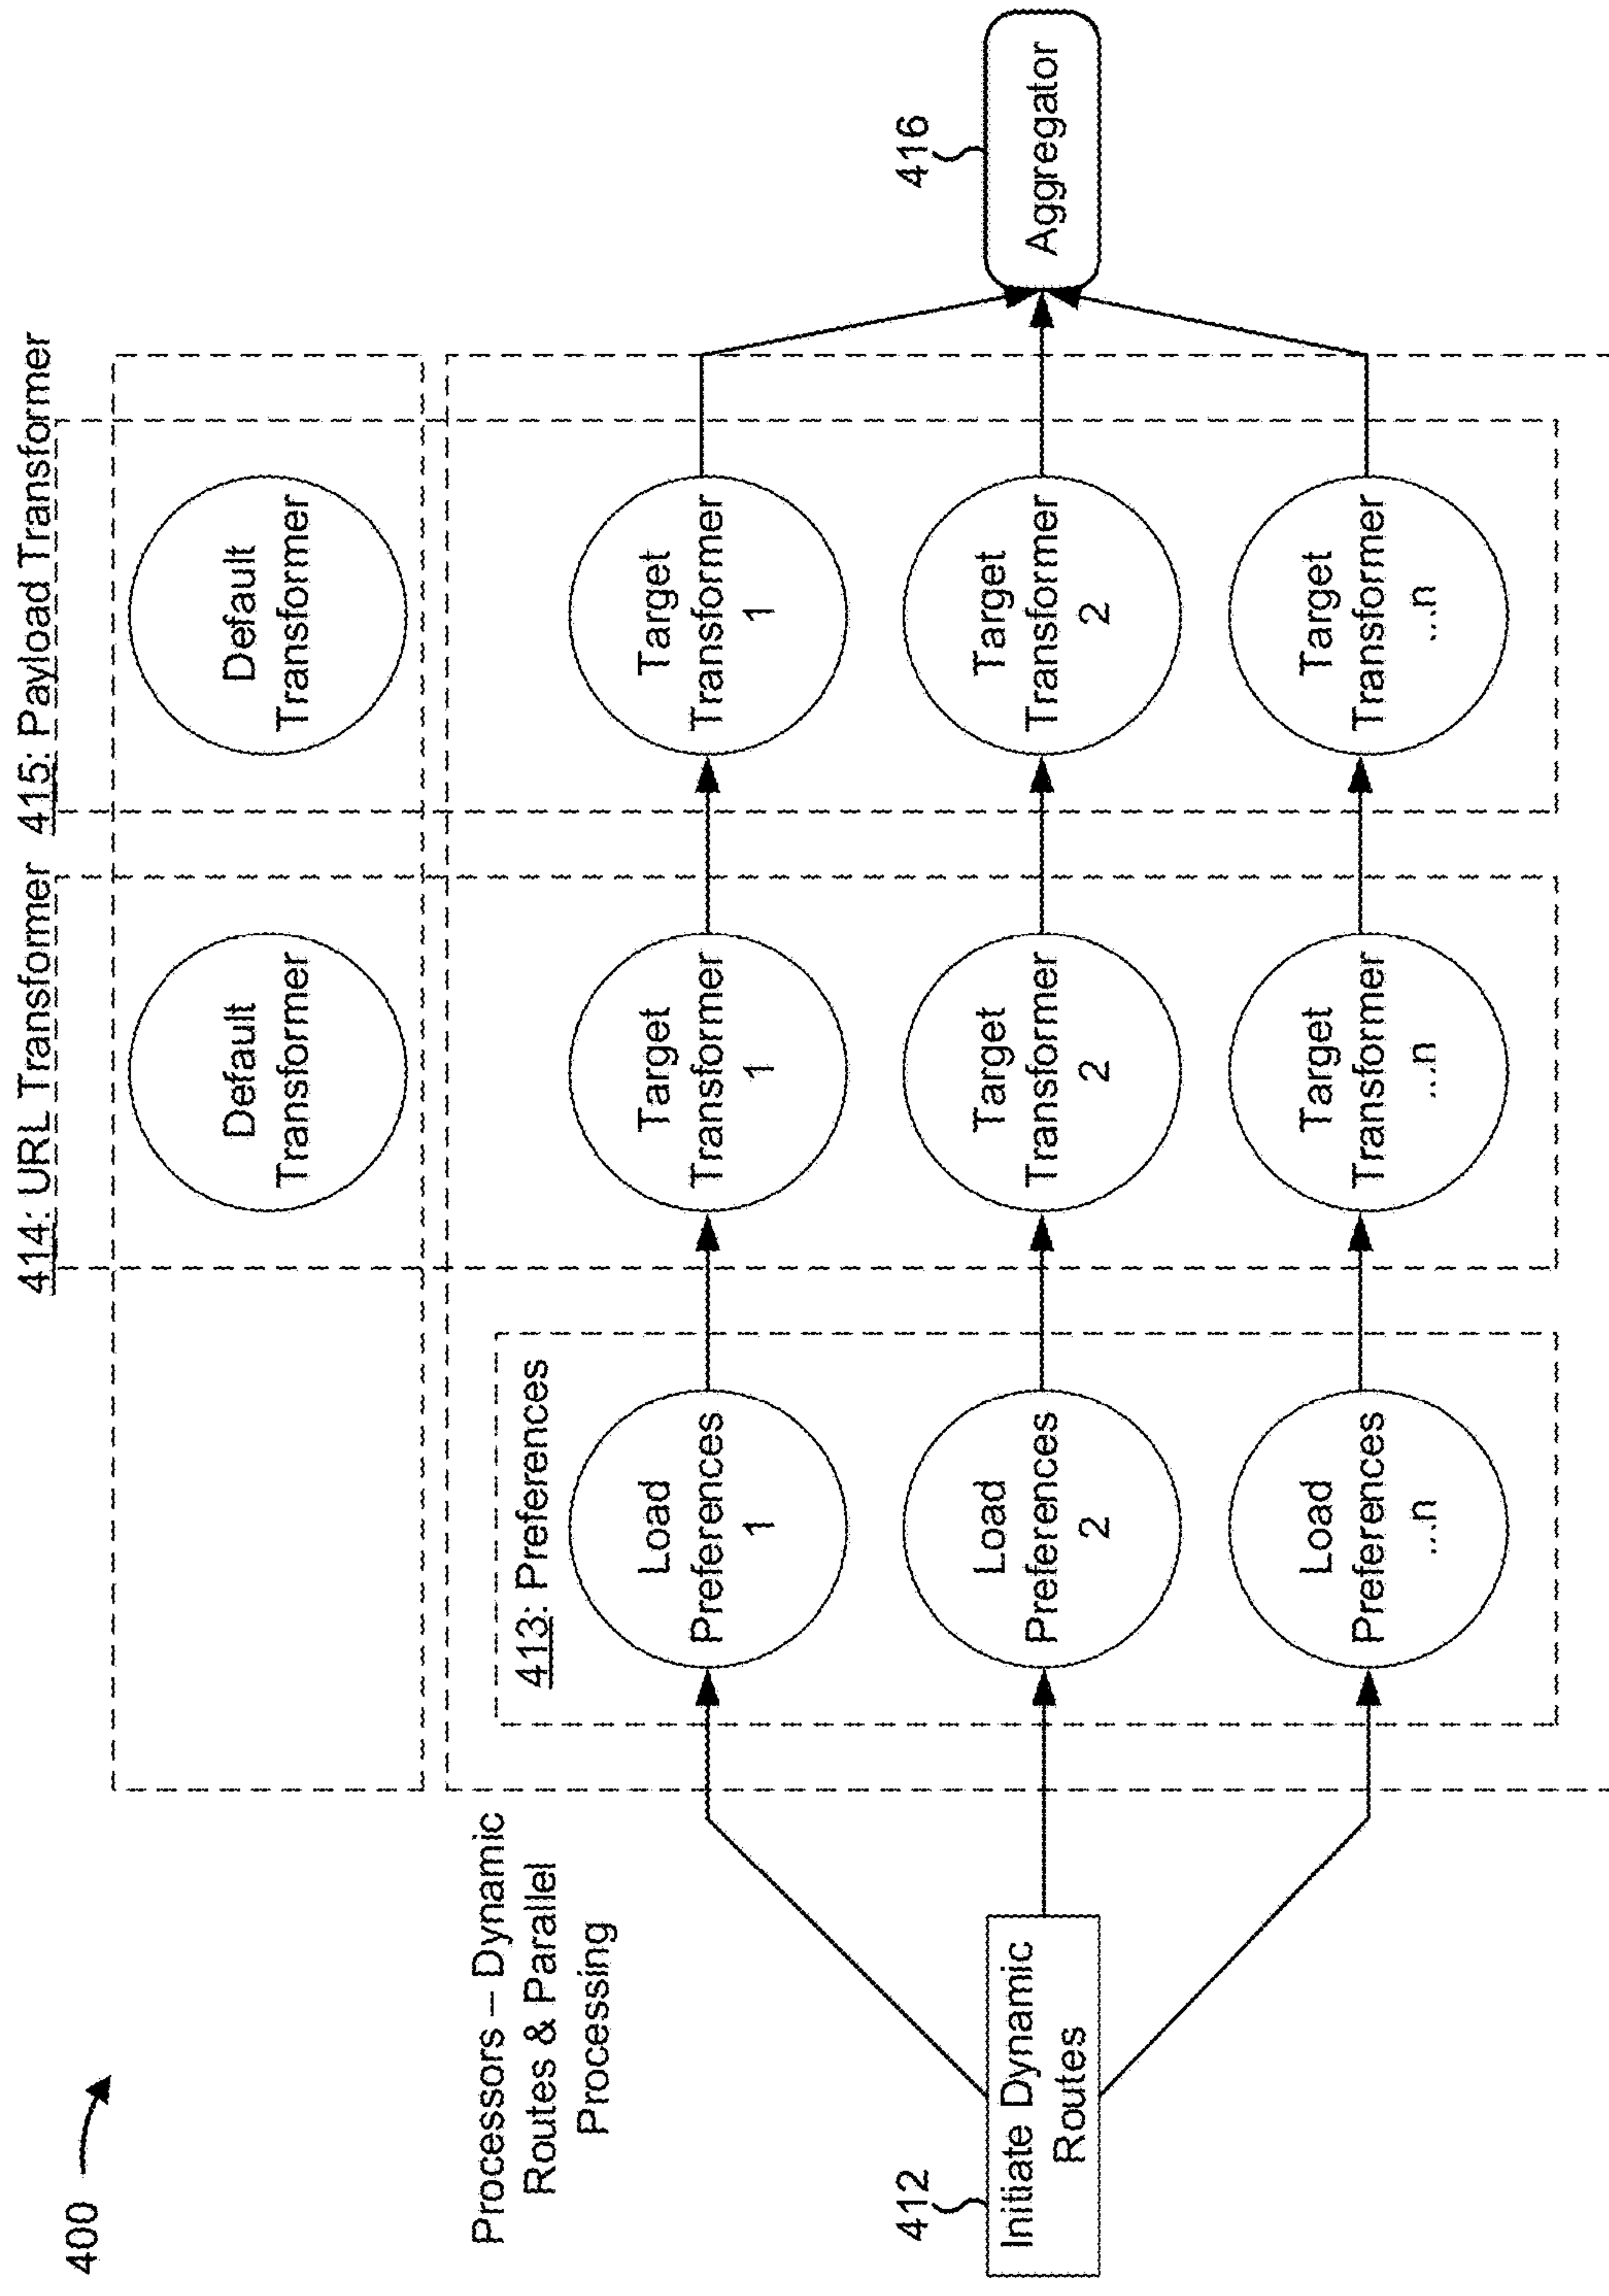 400
414: URL Transformer
415: Payload Transformer
Default
Transformer
Default
Transformer
Processors – Dynamic
Routes & Parallel
Processing
413: Preferences
Load
Preferences
1
Target
Transformer
1
Target
Transformer
1
412
Initiate Dynamic
Routes
Load
Preferences
2
Target
Transformer
2
Target
Transformer
2
416
Aggregator
Load
Preferences
...n
Target
Transformer
...n
Target
Transformer
...n